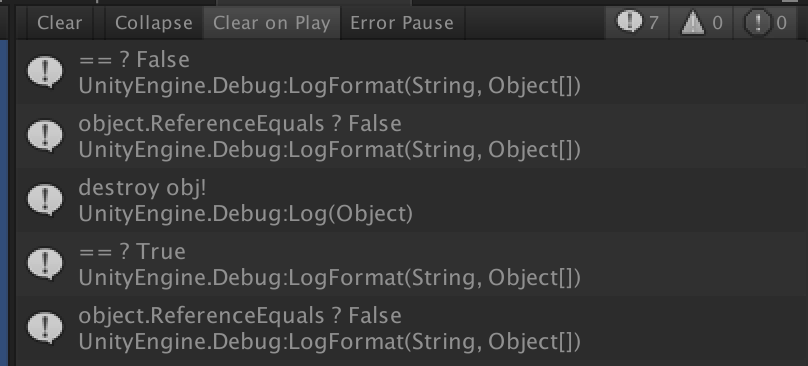 Clear Collapse Clear on Play Error Pause 7 0 0
== ? False
UnityEngine.Debug:LogFormat(String, Object[])
object.ReferenceEquals ? False
UnityEngine.Debug:LogFormat(String, Object[])
destroy obj!
UnityEngine.Debug:Log(Object)
== ? True
UnityEngine.Debug:LogFormat(String, Object[])
object.ReferenceEquals ? False
UnityEngine.Debug:LogFormat(String, Object[])